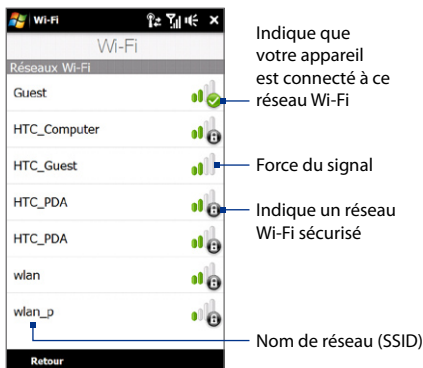 Wi-Fi
Wi-Fi
Réseaux Wi-Fi
Guest
HTC_Computer
HTC_Guest
HTC_PDA
HTC_PDA
wlan
wlan_p
Retour
Indique que
votre appareil
est connecté à ce
réseau Wi-Fi
Force du signal
Indique un réseau
Wi-Fi sécurisé
Nom de réseau (SSID)